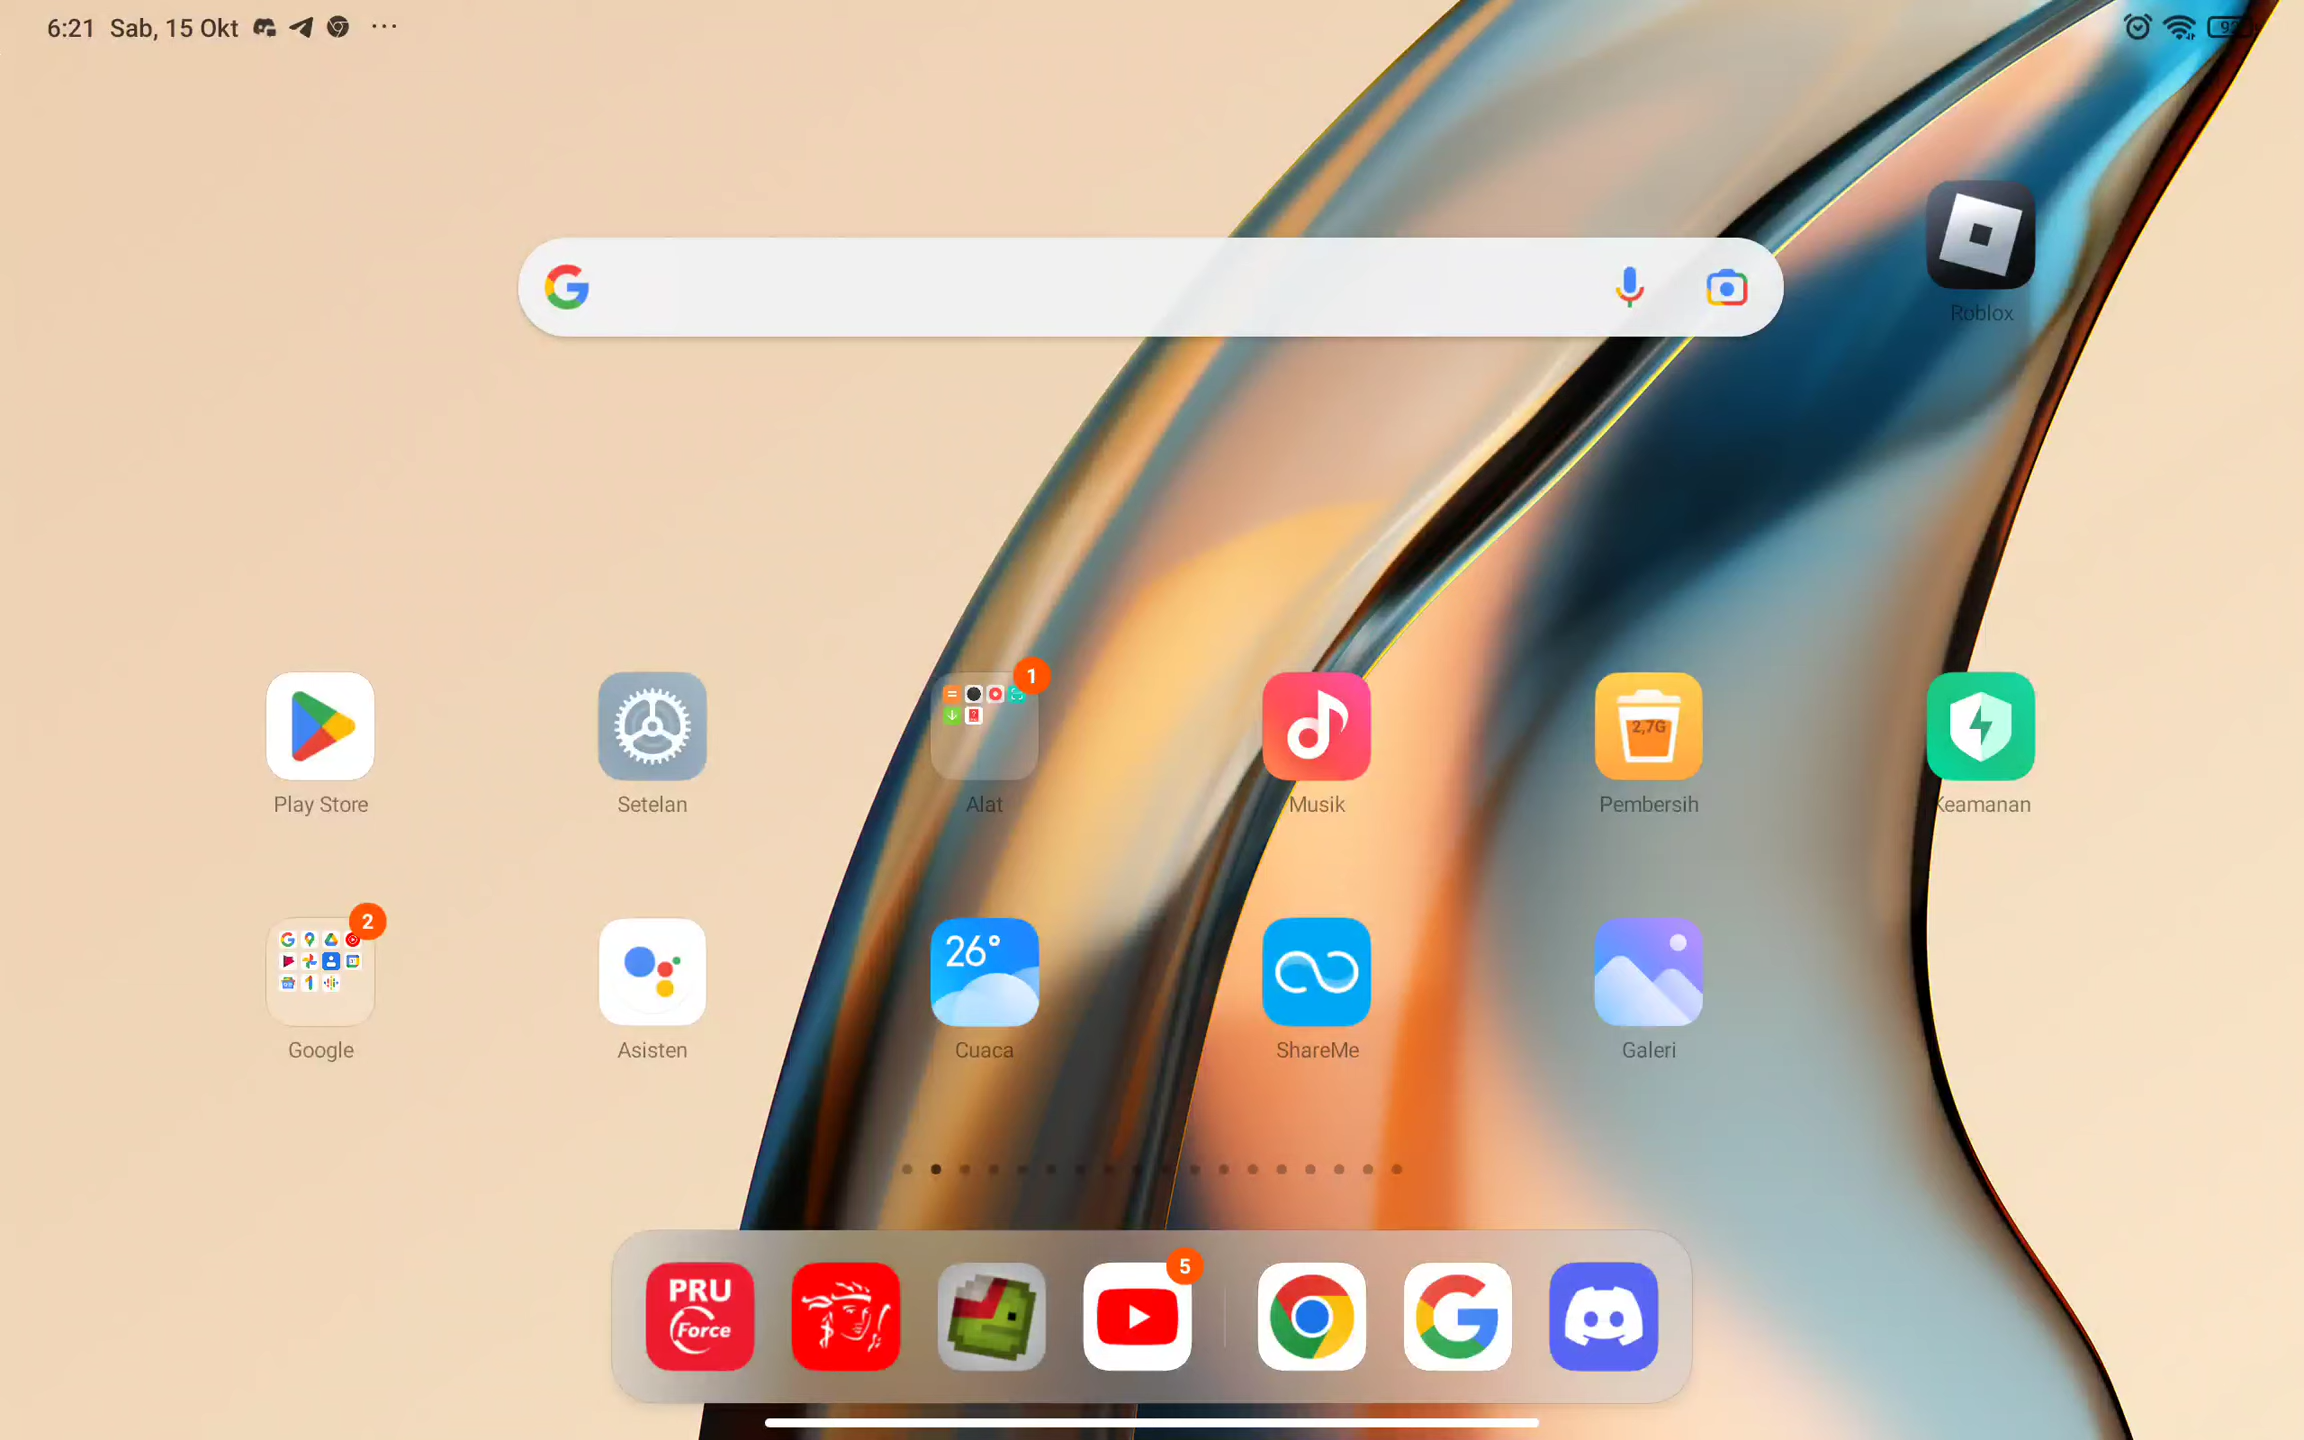 6:21 Sab, 15 Okt
Roblox
1
2,7G
Play Store
Setelan
Alat
Musik
Pembersih
Keamanan
2
26°
Google
Asisten
Cuaca
ShareMe
Galeri
5
PRU
Force